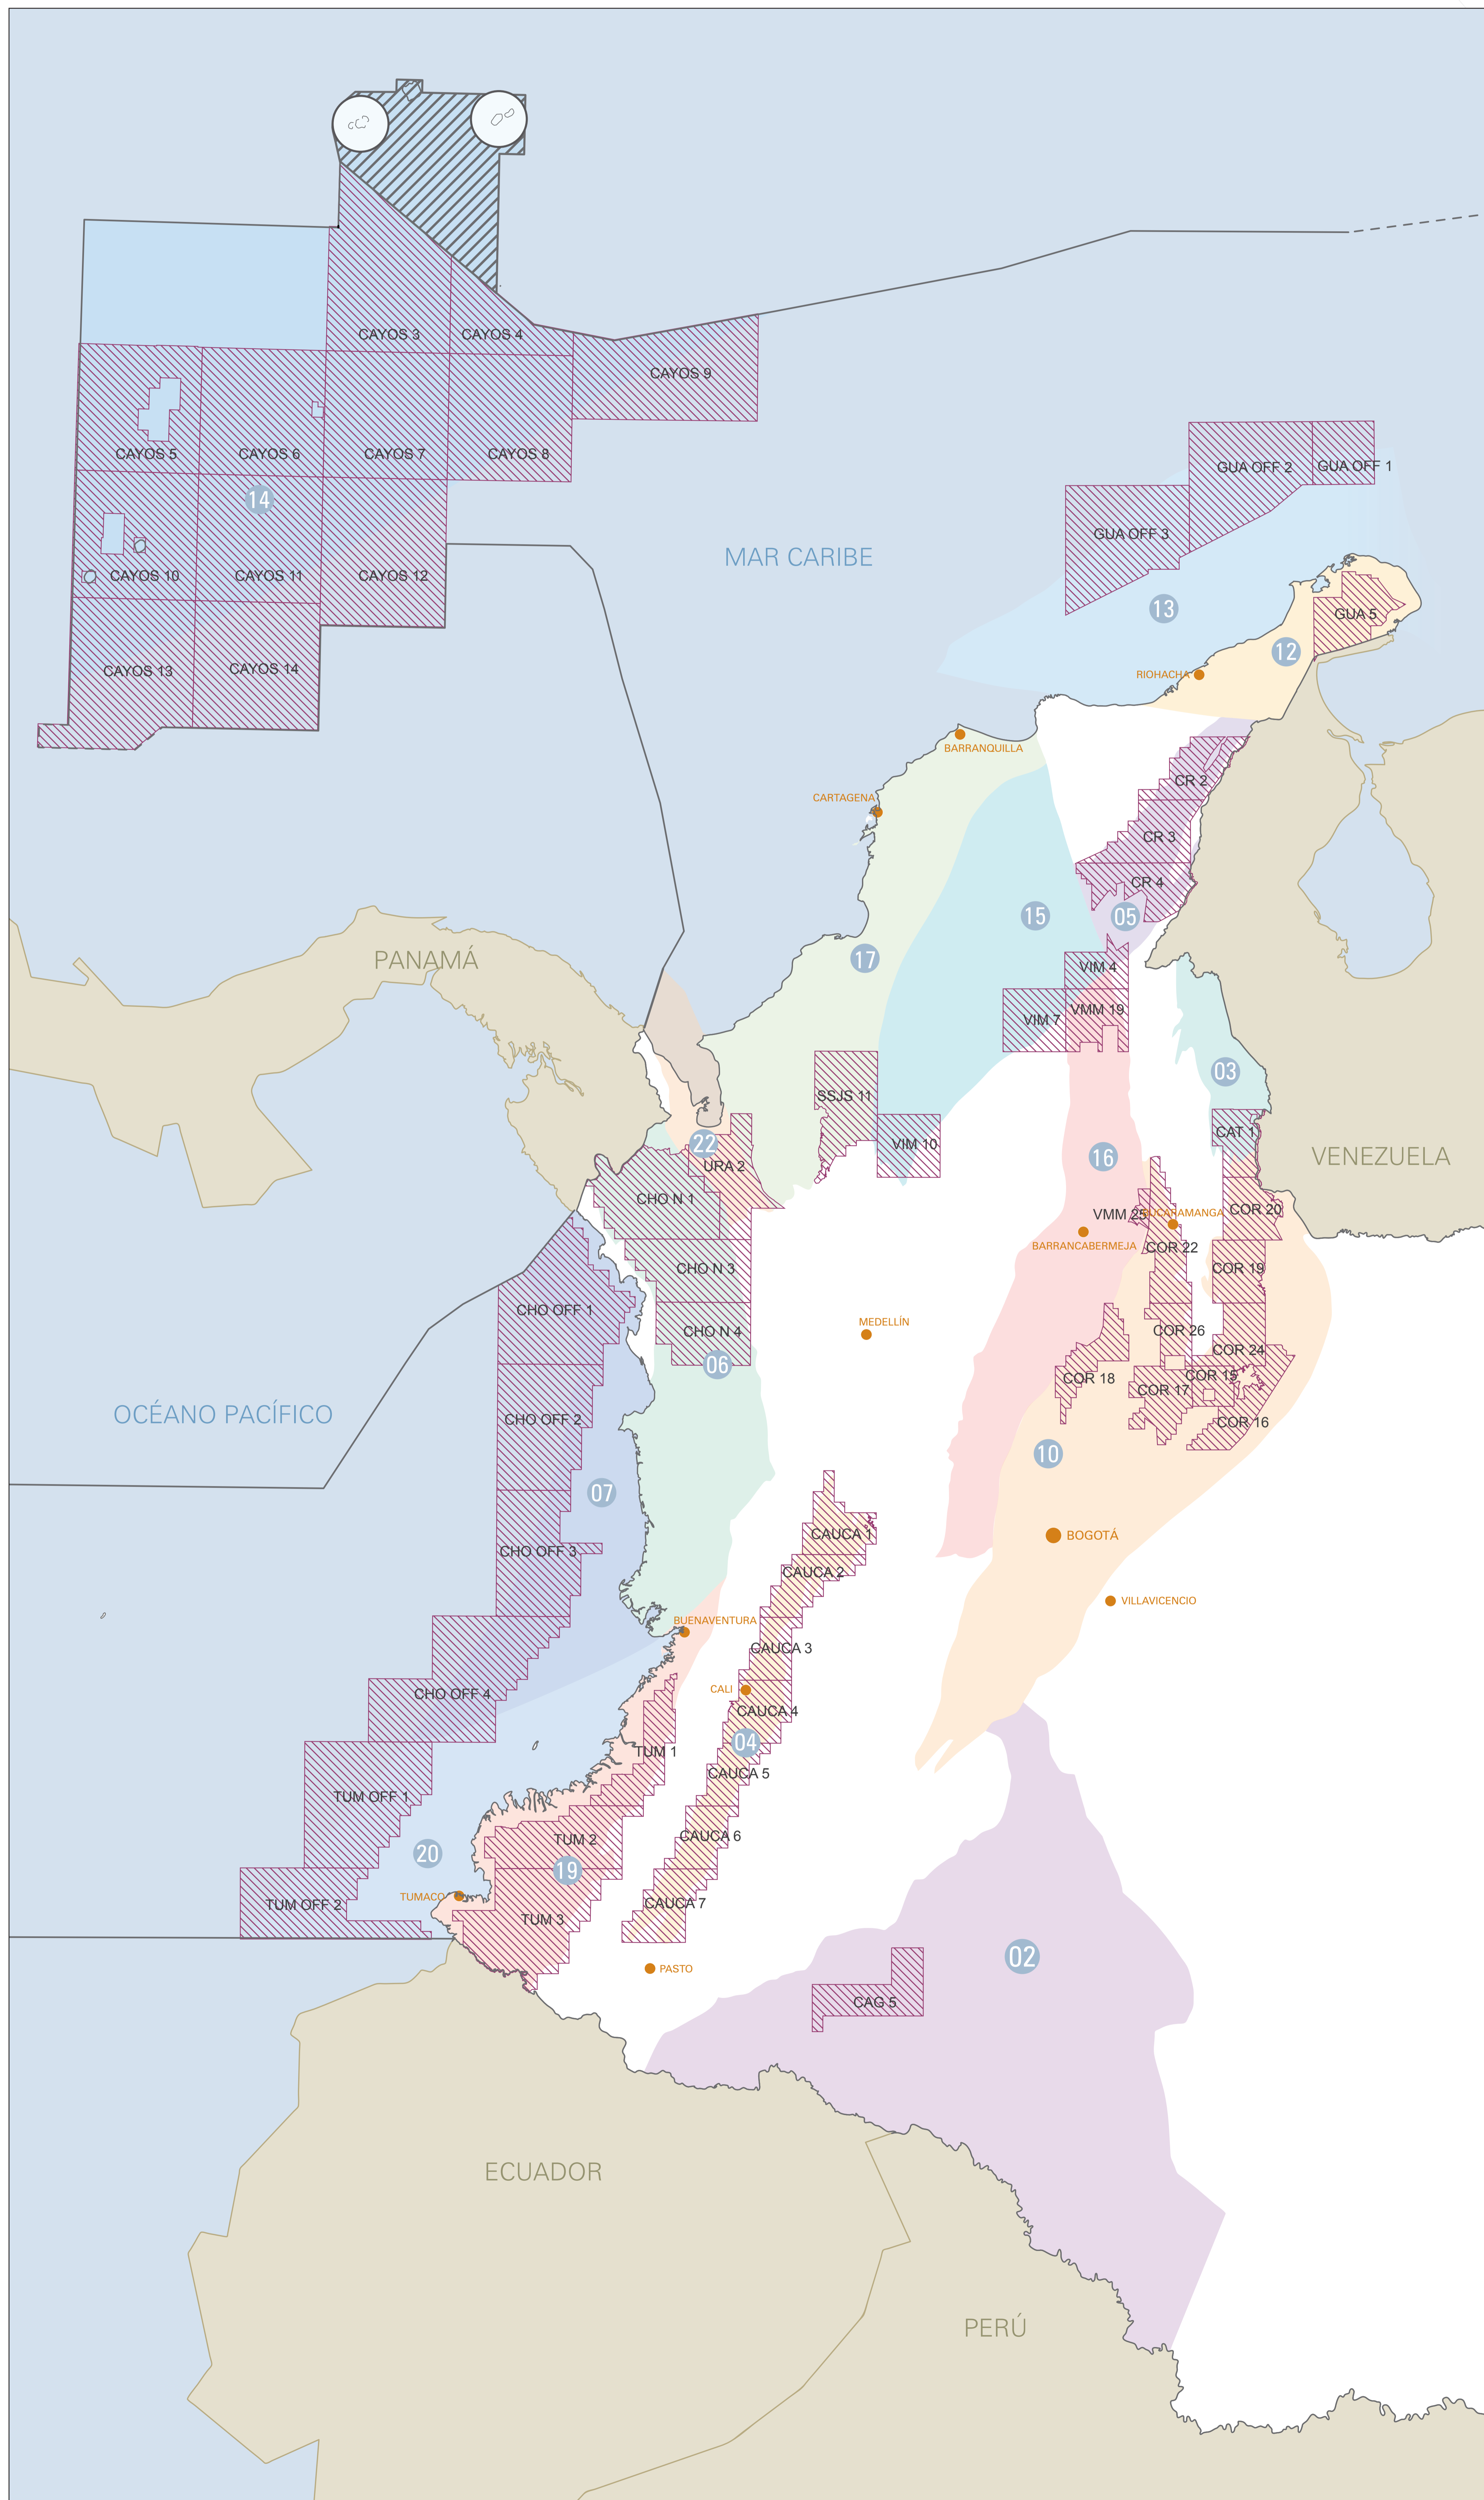 CAYOS 3
CAYOS 4
CAYOS 9
CAYOS 5
CAYOS 6
CAYOS 7
CAYOS 8
14
GUA OFF 2
GUA OFF 1
GUA OFF 3
MAR CARIBE
CAYOS 10
CAYOS 11
CAYOS 12
13
GUA 5
12
CAYOS 13
CAYOS 14
RIOHACHA
BARRANQUILLA
CR 2
CARTAGENA
CR 3
CR 4
15
05
PANAMÁ
17
VIM 4
VIM 7
VMM 19
03
SSJS 11
CAT 1
22
VIM 10
16
VENEZUELA
URA 2
CHO N 1
VMM 25
BUCARAMANGA
COR 20
BARRANCABERMEJA
COR 22
CHO N 3
COR 19
CHO OFF 1
MEDELLÍN
CHO N 4
COR 26
COR 24
06
COR 18
COR 15
COR 17
OCÉANO PACÍFICO
CHO OFF 2
COR 16
10
07
CAUCA 1
BOGOTÁ
CHO OFF 3
CAUCA 2
VILLAVICENCIO
BUENAVENTURA
CAUCA 3
CALI
CHO OFF 4
CAUCA 4
04
TUM 1
CAUCA 5
TUM OFF 1
CAUCA 6
TUM 2
20
19
TUMACO
TUM OFF 2
CAUCA 7
TUM 3
02
PASTO
CAG 5
ECUADOR
PERÚ